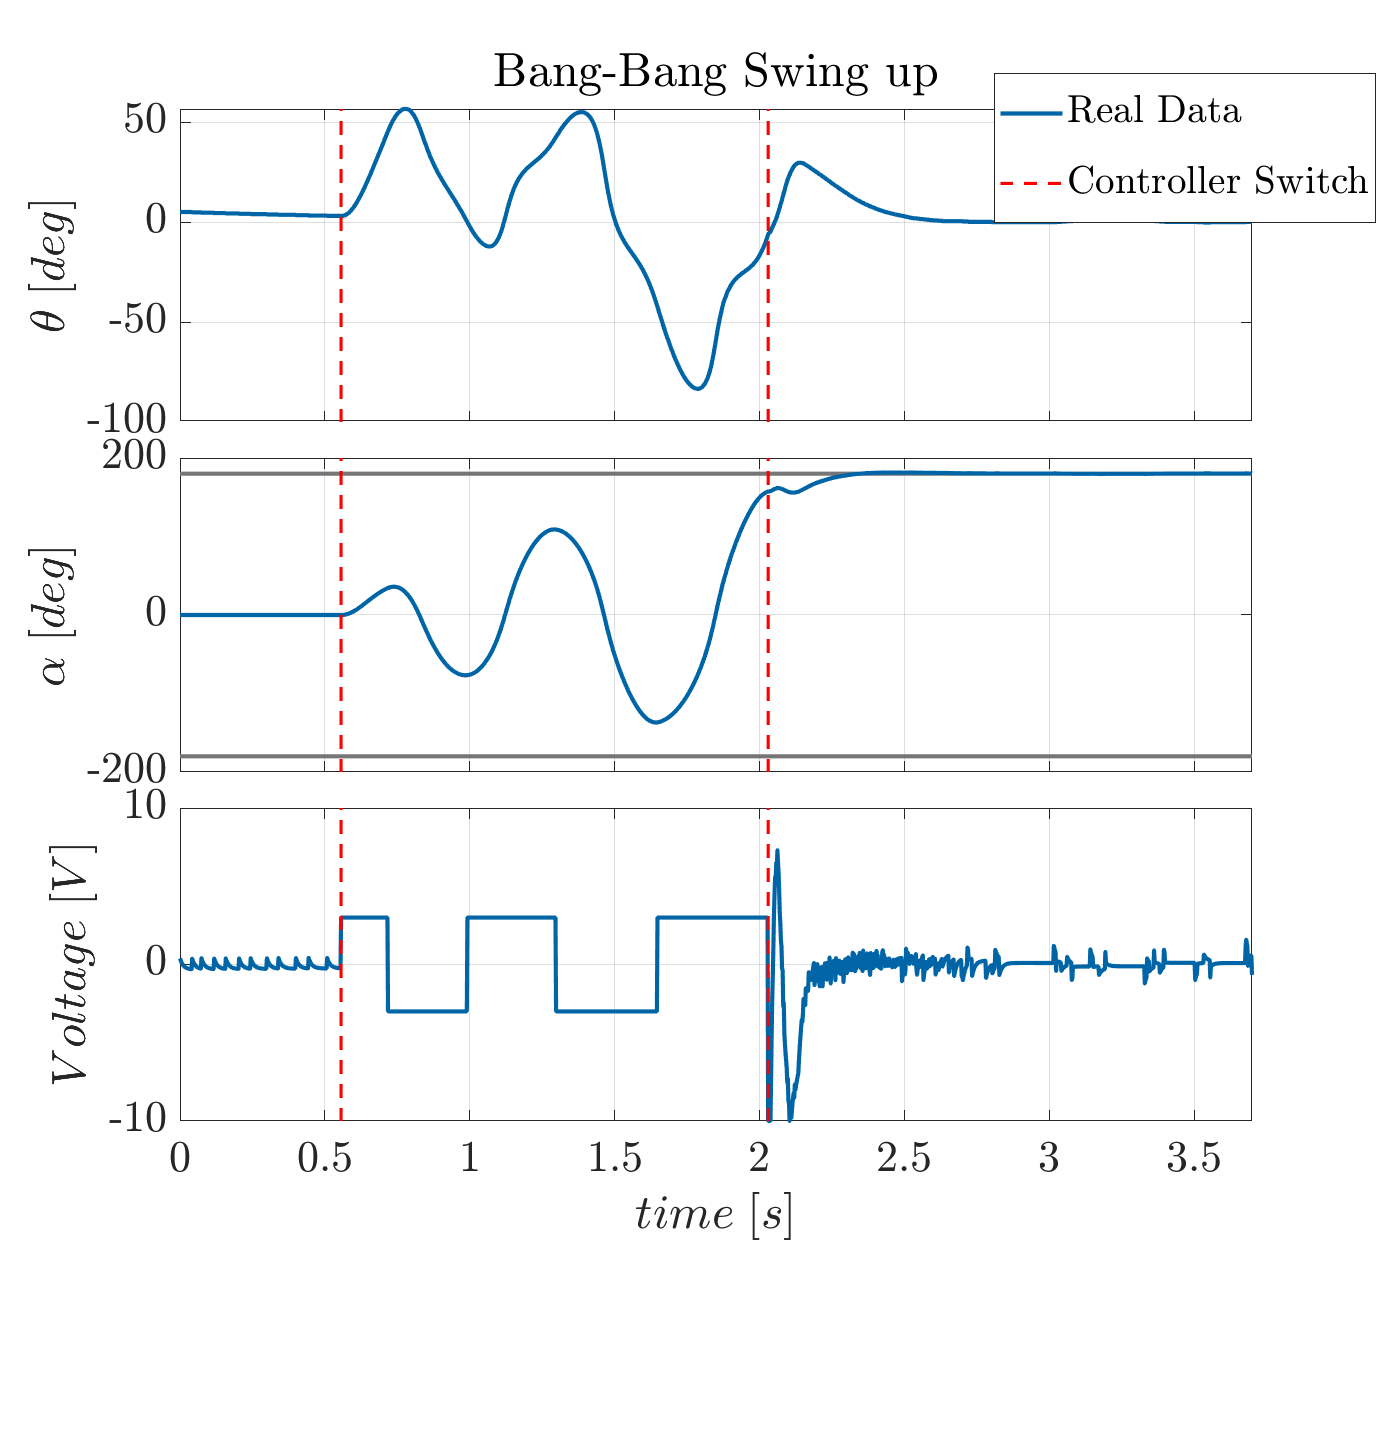 Bang-Bang Swing up
Real Data
Controller Switch
50
0
-50
-100
θ [deg]
200
0
-200
α [deg]
10
0
-10
Voltage [V]
0 0.5 1 1.5 2 2.5 3 3.5
time [s]